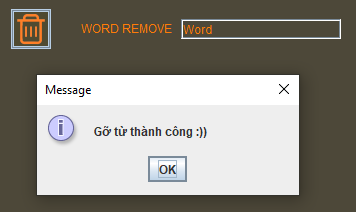 WORD REMOVE Word
Message
Gỡ từ thành công :))
OK